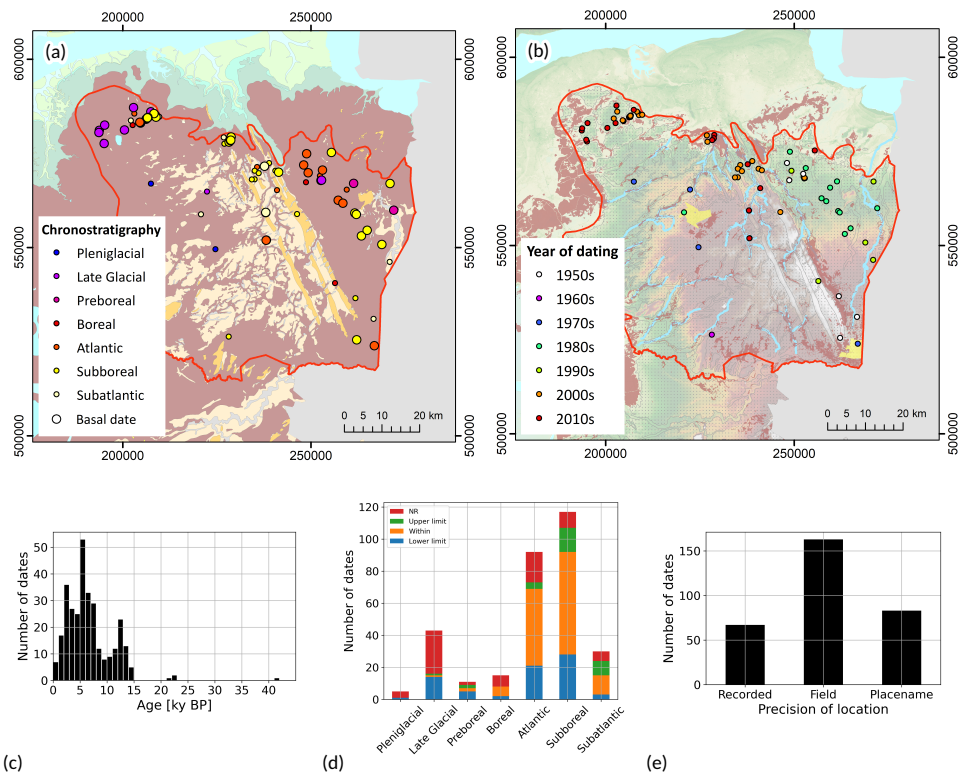 200000 250000
(a)
600000
550000
500000
Chronostratigraphy
Pleniglacial
Late Glacial
Preboreal
Boreal
Atlantic
Subboreal
Subatlantic
Basal date
0 5 10 20 km
200000 250000
200000 250000
(b)
600000
550000
500000
600000
550000
500000
Year of dating
1950s
1960s
1970s
1980s
1990s
2000s
2010s
0 5 10 20 km
200000 250000
Number of dates
50
40
30
20
10
0
0 5 10 15 20 25 30 35 40
Age [ky BP]
(c)
Number of dates
120
100
80
60
40
20
0
NR
Upper limit
Within
Lower limit
Pleniglacial
Late Glacial
Preboreal
Boreal
Atlantic
Subboreal
Subatlantic
(d)
Number of dates
150
100
50
0
Recorded Field Placename
Precision of location
(e)